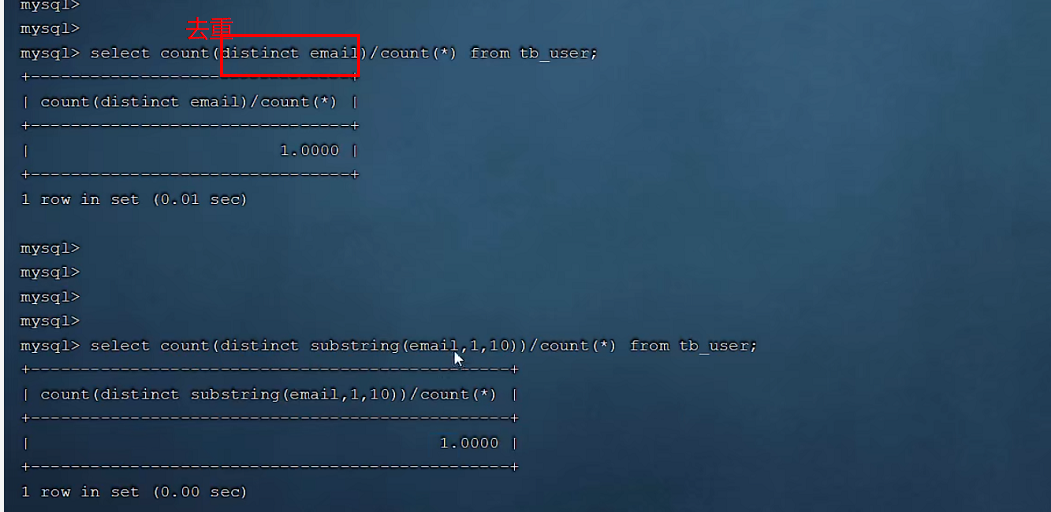 mysql>
mysql>
去重
mysql> select count(distinct email)/count(*) from tb_user;
+--------------------------------+
| count(distinct email)/count(*) |
+--------------------------------+
|                         1.0000 |
+--------------------------------+
1 row in set (0.01 sec)
mysql>
mysql>
mysql>
mysql>
mysql> select count(distinct substring(email,1,10))/count(*) from tb_user;
+------------------------------------------------+
| count(distinct substring(email,1,10))/count(*) |
+------------------------------------------------+
|                                         1.0000 |
+------------------------------------------------+
1 row in set (0.00 sec)